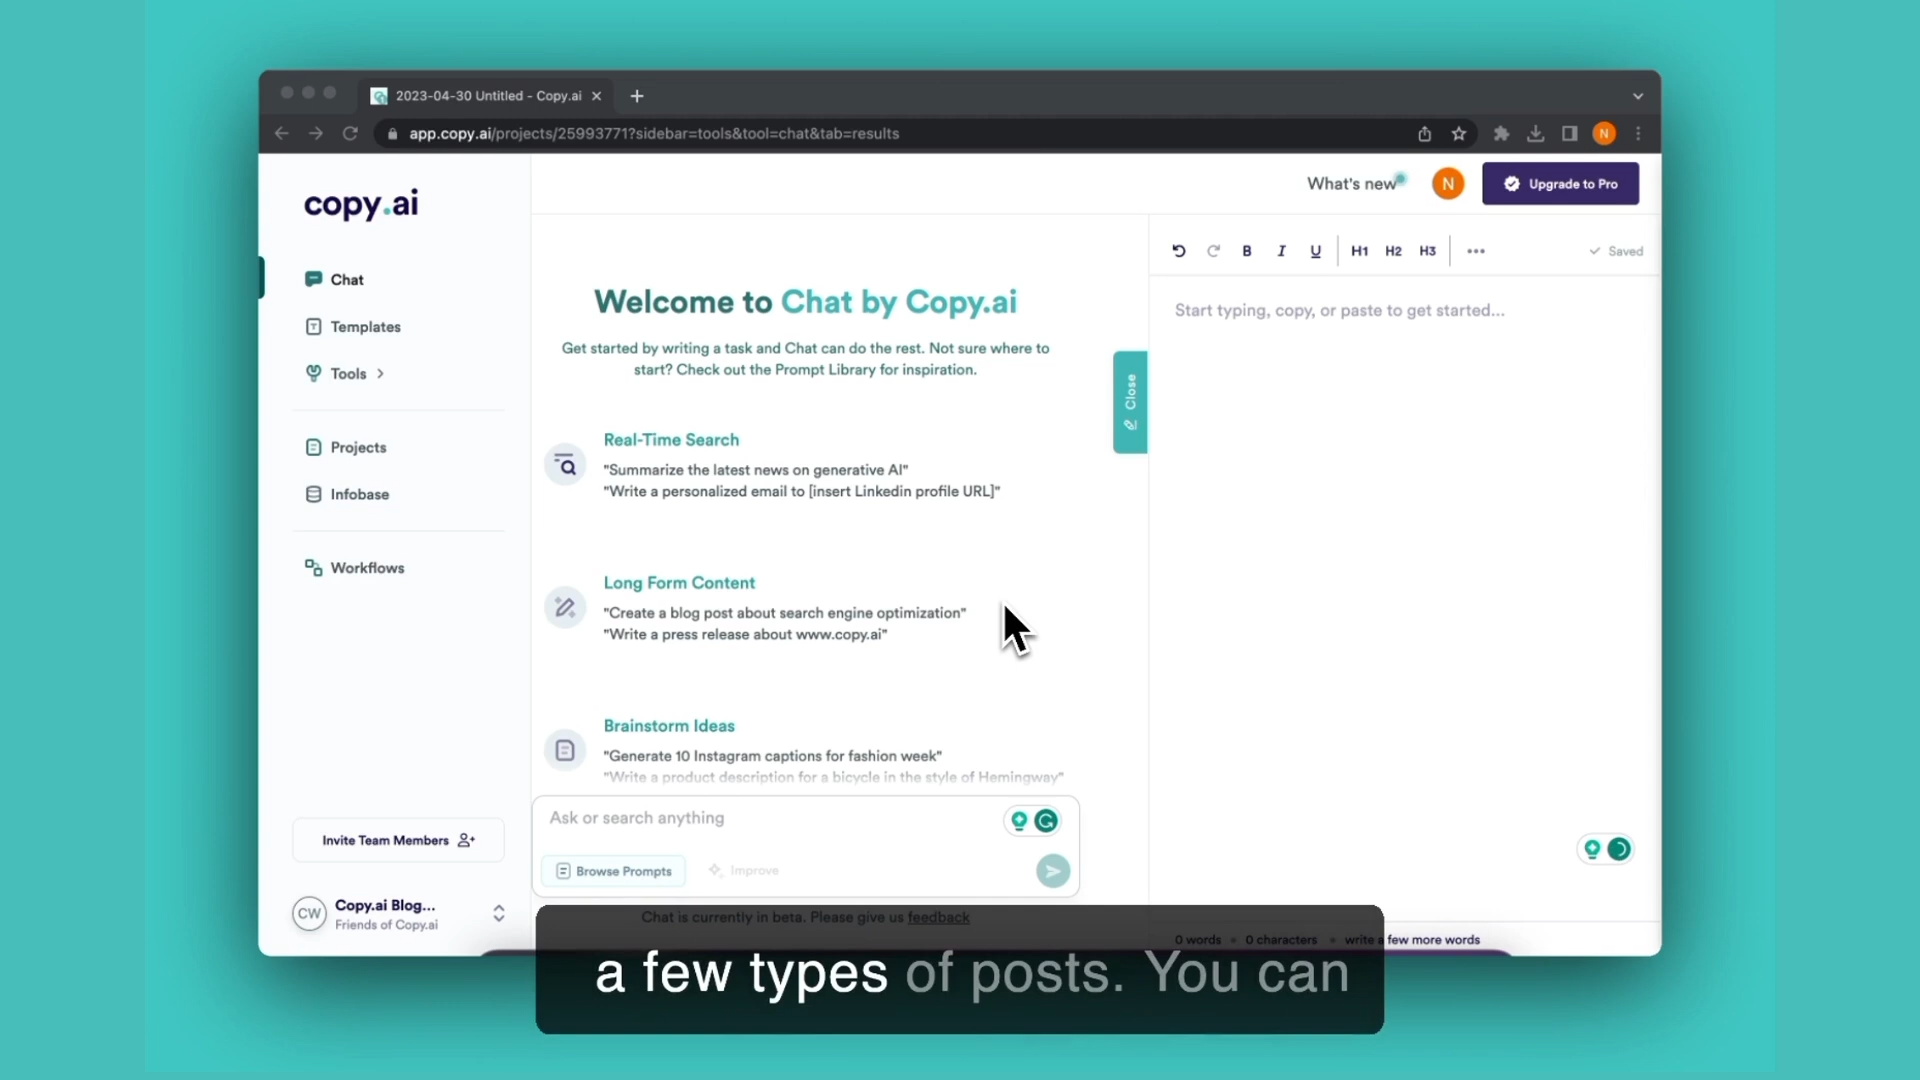 2023-04-30 Untitled - Copy.ai
app.copy.ai/projects/25993771?sidebar=tools&tool=chat&tab=results
N
copy.ai
What's new
N
Upgrade to Pro
Chat
Templates
Tools
Projects
Infobase
Workflows
Invite Team Members
CW
Copy.ai Blog...
Friends of Copy.ai
Welcome to Chat by Copy.ai
Get started by writing a task and Chat can do the rest. Not sure where to
start? Check out the Prompt Library for inspiration.
Real-Time Search
"Summarize the latest news on generative AI"
"Write a personalized email to [insert Linkedin profile URL]"
Long Form Content
"Create a blog post about search engine optimization"
"Write a press release about www.copy.ai"
Brainstorm Ideas
"Generate 10 Instagram captions for fashion week"
"Write a product description for a bicycle in the style of Hemingway"
Ask or search anything
Browse Prompts
Improve
Chat is currently in beta. Please give us feedback
Close
B I U H1 H2 H3
Saved
Start typing, copy, or paste to get started...
0 words 0 characters write a few more words
a few types of posts. You can